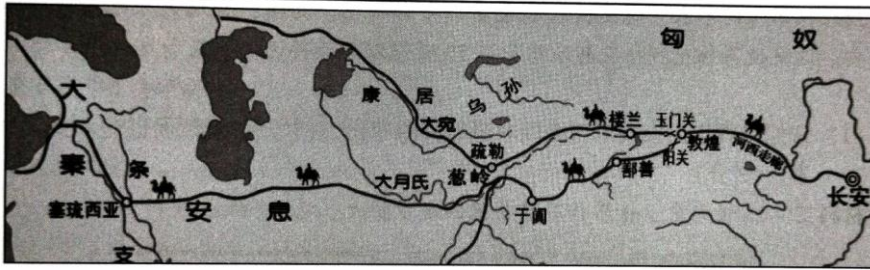 匈 奴
大 秦
条 支
塞琉西亚
安 息
康 居
大宛
乌 孙
大月氏
疏勒
葱岭
于阗
楼兰
鄯善
玉门关
阳关
敦煌
河西走廊
长安